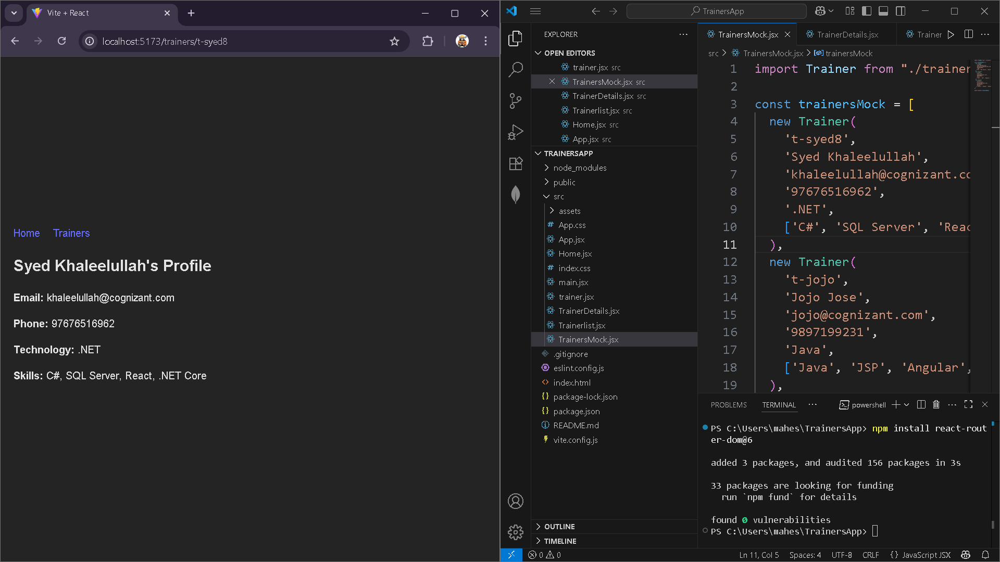 Vite + React
localhost:5173/trainers/t-syed8
Home Trainers
Syed Khaleelullah's Profile
Email: khaleelullah@cognizant.com
Phone: 97676516962
Technology: .NET
Skills: C#, SQL Server, React, .NET Core
TrainersApp
EXPLORER
OPEN EDITORS
trainer.jsx src
TrainersMock.jsx src
TrainerDetails.jsx src
Trainerlist.jsx src
Home.jsx src
App.jsx src
TRAINERSAPP
node_modules
public
src
assets
App.css
App.jsx
Home.jsx
index.css
main.jsx
trainer.jsx
TrainerDetails.jsx
Trainerlist.jsx
TrainersMock.jsx
.gitignore
eslint.config.js
index.html
package-lock.json
package.json
README.md
vite.config.js
OUTLINE
TIMELINE
TrainersMock.jsx TrainerDetails.jsx Trainer
src > TrainersMock.jsx > trainersMock
1 import Trainer from "./trainer
2
3 const trainersMock = [
4 new Trainer(
5 't-syed8',
6 'Syed Khaleelullah',
7 'khaleelullah@cognizant.co
8 '97676516962',
9 '.NET',
10 ['C#', 'SQL Server', 'Reac
11 ),
12 new Trainer(
13 't-jojo',
14 'Jojo Jose',
15 'jojo@cognizant.com',
16 '9897199231',
17 'Java',
18 ['Java', 'JSP', 'Angular',
19 ),
PROBLEMS TERMINAL powershell
PS C:\Users\mahes\TrainersApp> npm install react-rout
er-dom@6
added 3 packages, and audited 156 packages in 3s
33 packages are looking for funding
run `npm fund` for details
found 0 vulnerabilities
PS C:\Users\mahes\TrainersApp>
0 0 Ln 11, Col 5 Spaces: 4 UTF-8 CRLF {} JavaScript JSX